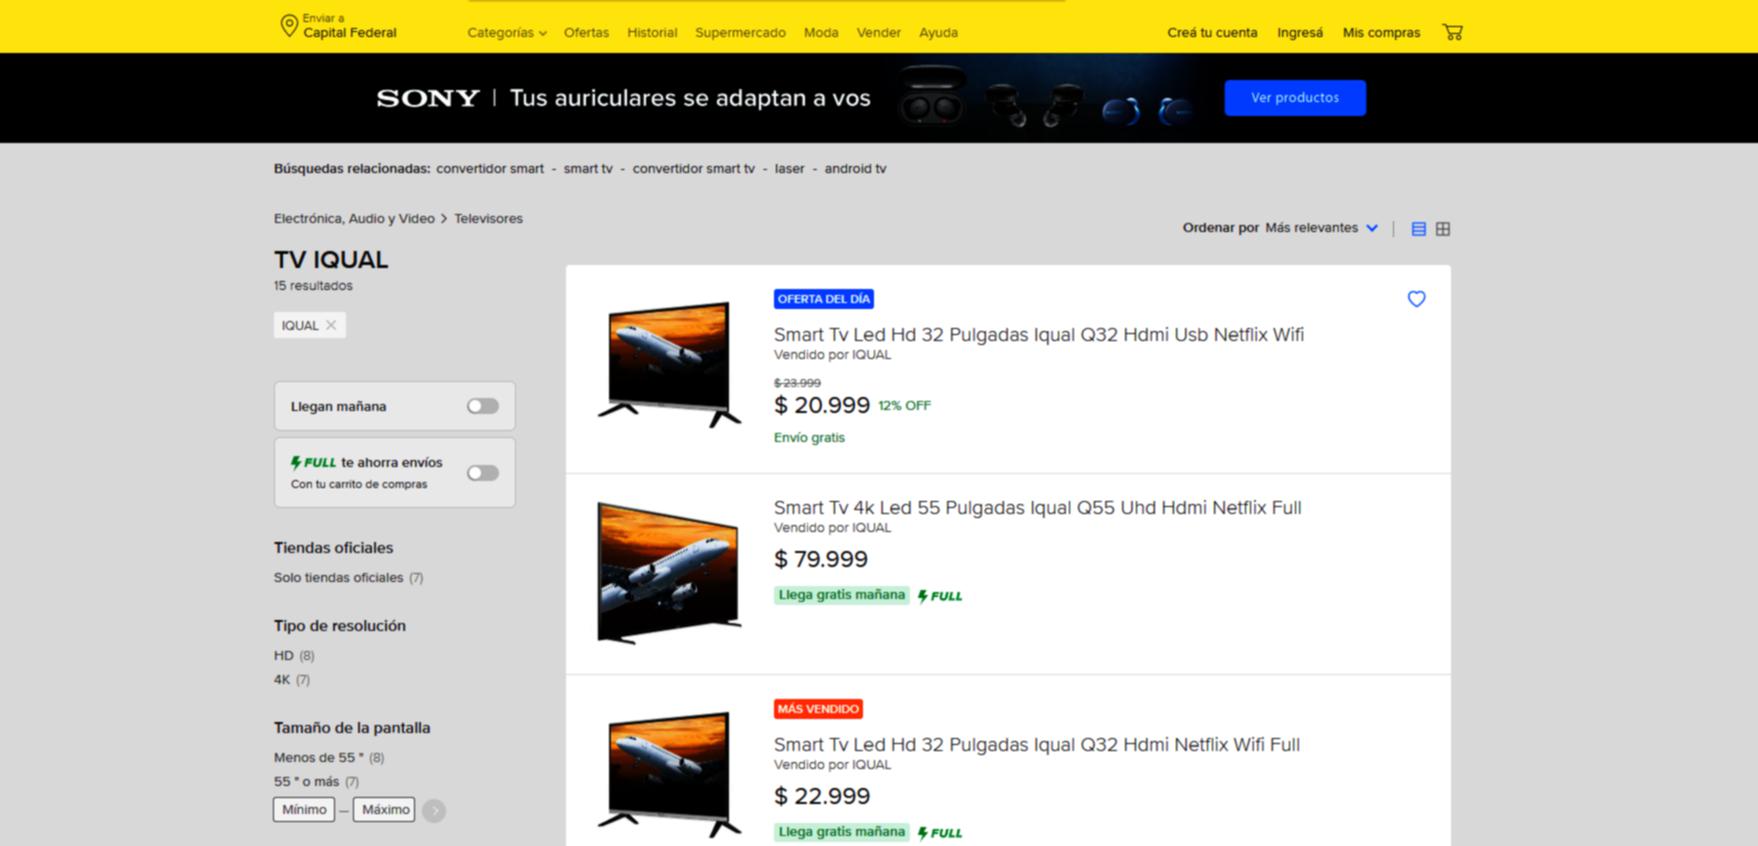 Enviar a
Capital Federal
Categorías Ofertas Historial Supermercado Moda Vender Ayuda
Creá tu cuenta Ingresá Mis compras
SONY | Tus auriculares se adaptan a vos
Ver productos
Búsquedas relacionadas: convertidor smart - smart tv - convertidor smart tv - laser - android tv
Electrónica, Audio y Video > Televisores
Ordenar por Más relevantes
TV IQUAL
15 resultados
IQUAL
Llegan mañana
FULL te ahorra envíos
Con tu carrito de compras
Tiendas oficiales
Solo tiendas oficiales (7)
Tipo de resolución
HD (8)
4K (7)
Tamaño de la pantalla
Menos de 55 " (8)
55 " o más (7)
Mínimo — Máximo
OFERTA DEL DÍA
Smart Tv Led Hd 32 Pulgadas Iqual Q32 Hdmi Usb Netflix Wifi
Vendido por IQUAL
$ 23.999
$ 20.999 12% OFF
Envío gratis
Smart Tv 4k Led 55 Pulgadas Iqual Q55 Uhd Hdmi Netflix Full
Vendido por IQUAL
$ 79.999
Llega gratis mañana FULL
MÁS VENDIDO
Smart Tv Led Hd 32 Pulgadas Iqual Q32 Hdmi Netflix Wifi Full
Vendido por IQUAL
$ 22.999
Llega gratis mañana FULL